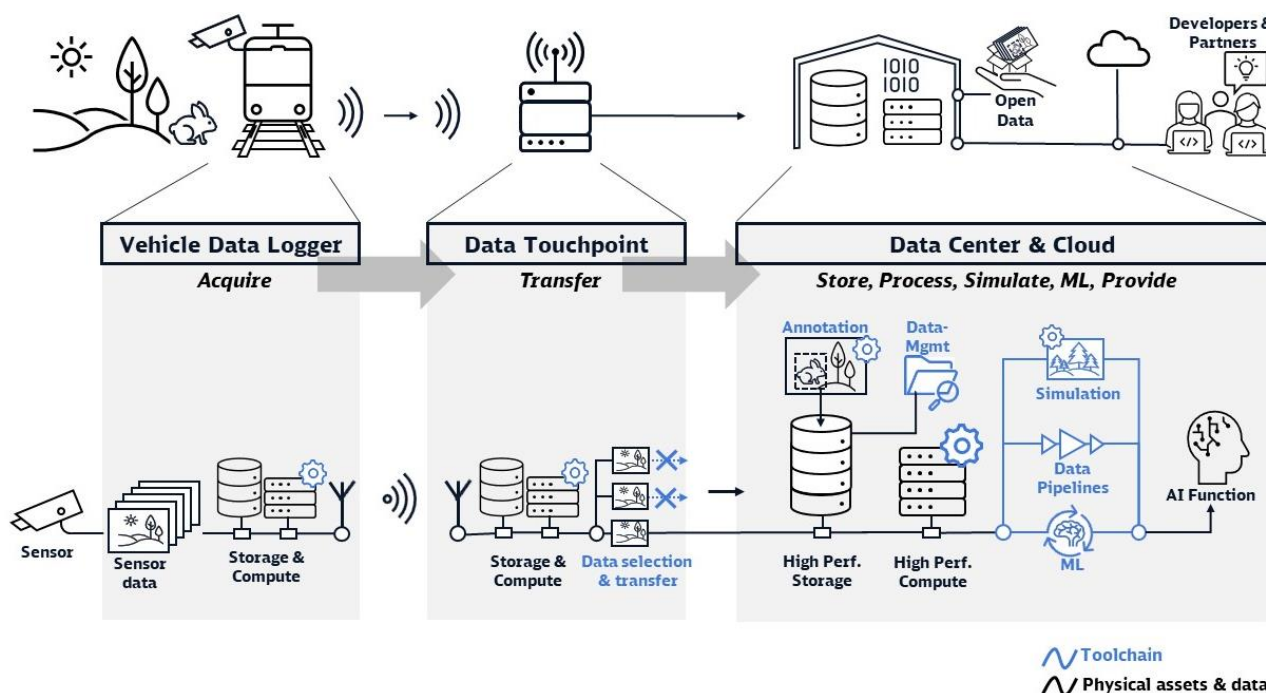 Developers &
Partners
1010
1010
Open
Data
</>
</>
Vehicle Data Logger
Data Touchpoint
Data Center & Cloud
Acquire
Transfer
Store, Process, Simulate, ML, Provide
Annotation
Data-
Mgmt
Simulation
Data
Pipelines
AI Function
Sensor
Sensor
data
Storage &
Compute
Storage &
Compute
Data selection
& transfer
High Perf.
Storage
High Perf.
Compute
ML
Toolchain
Physical assets & data